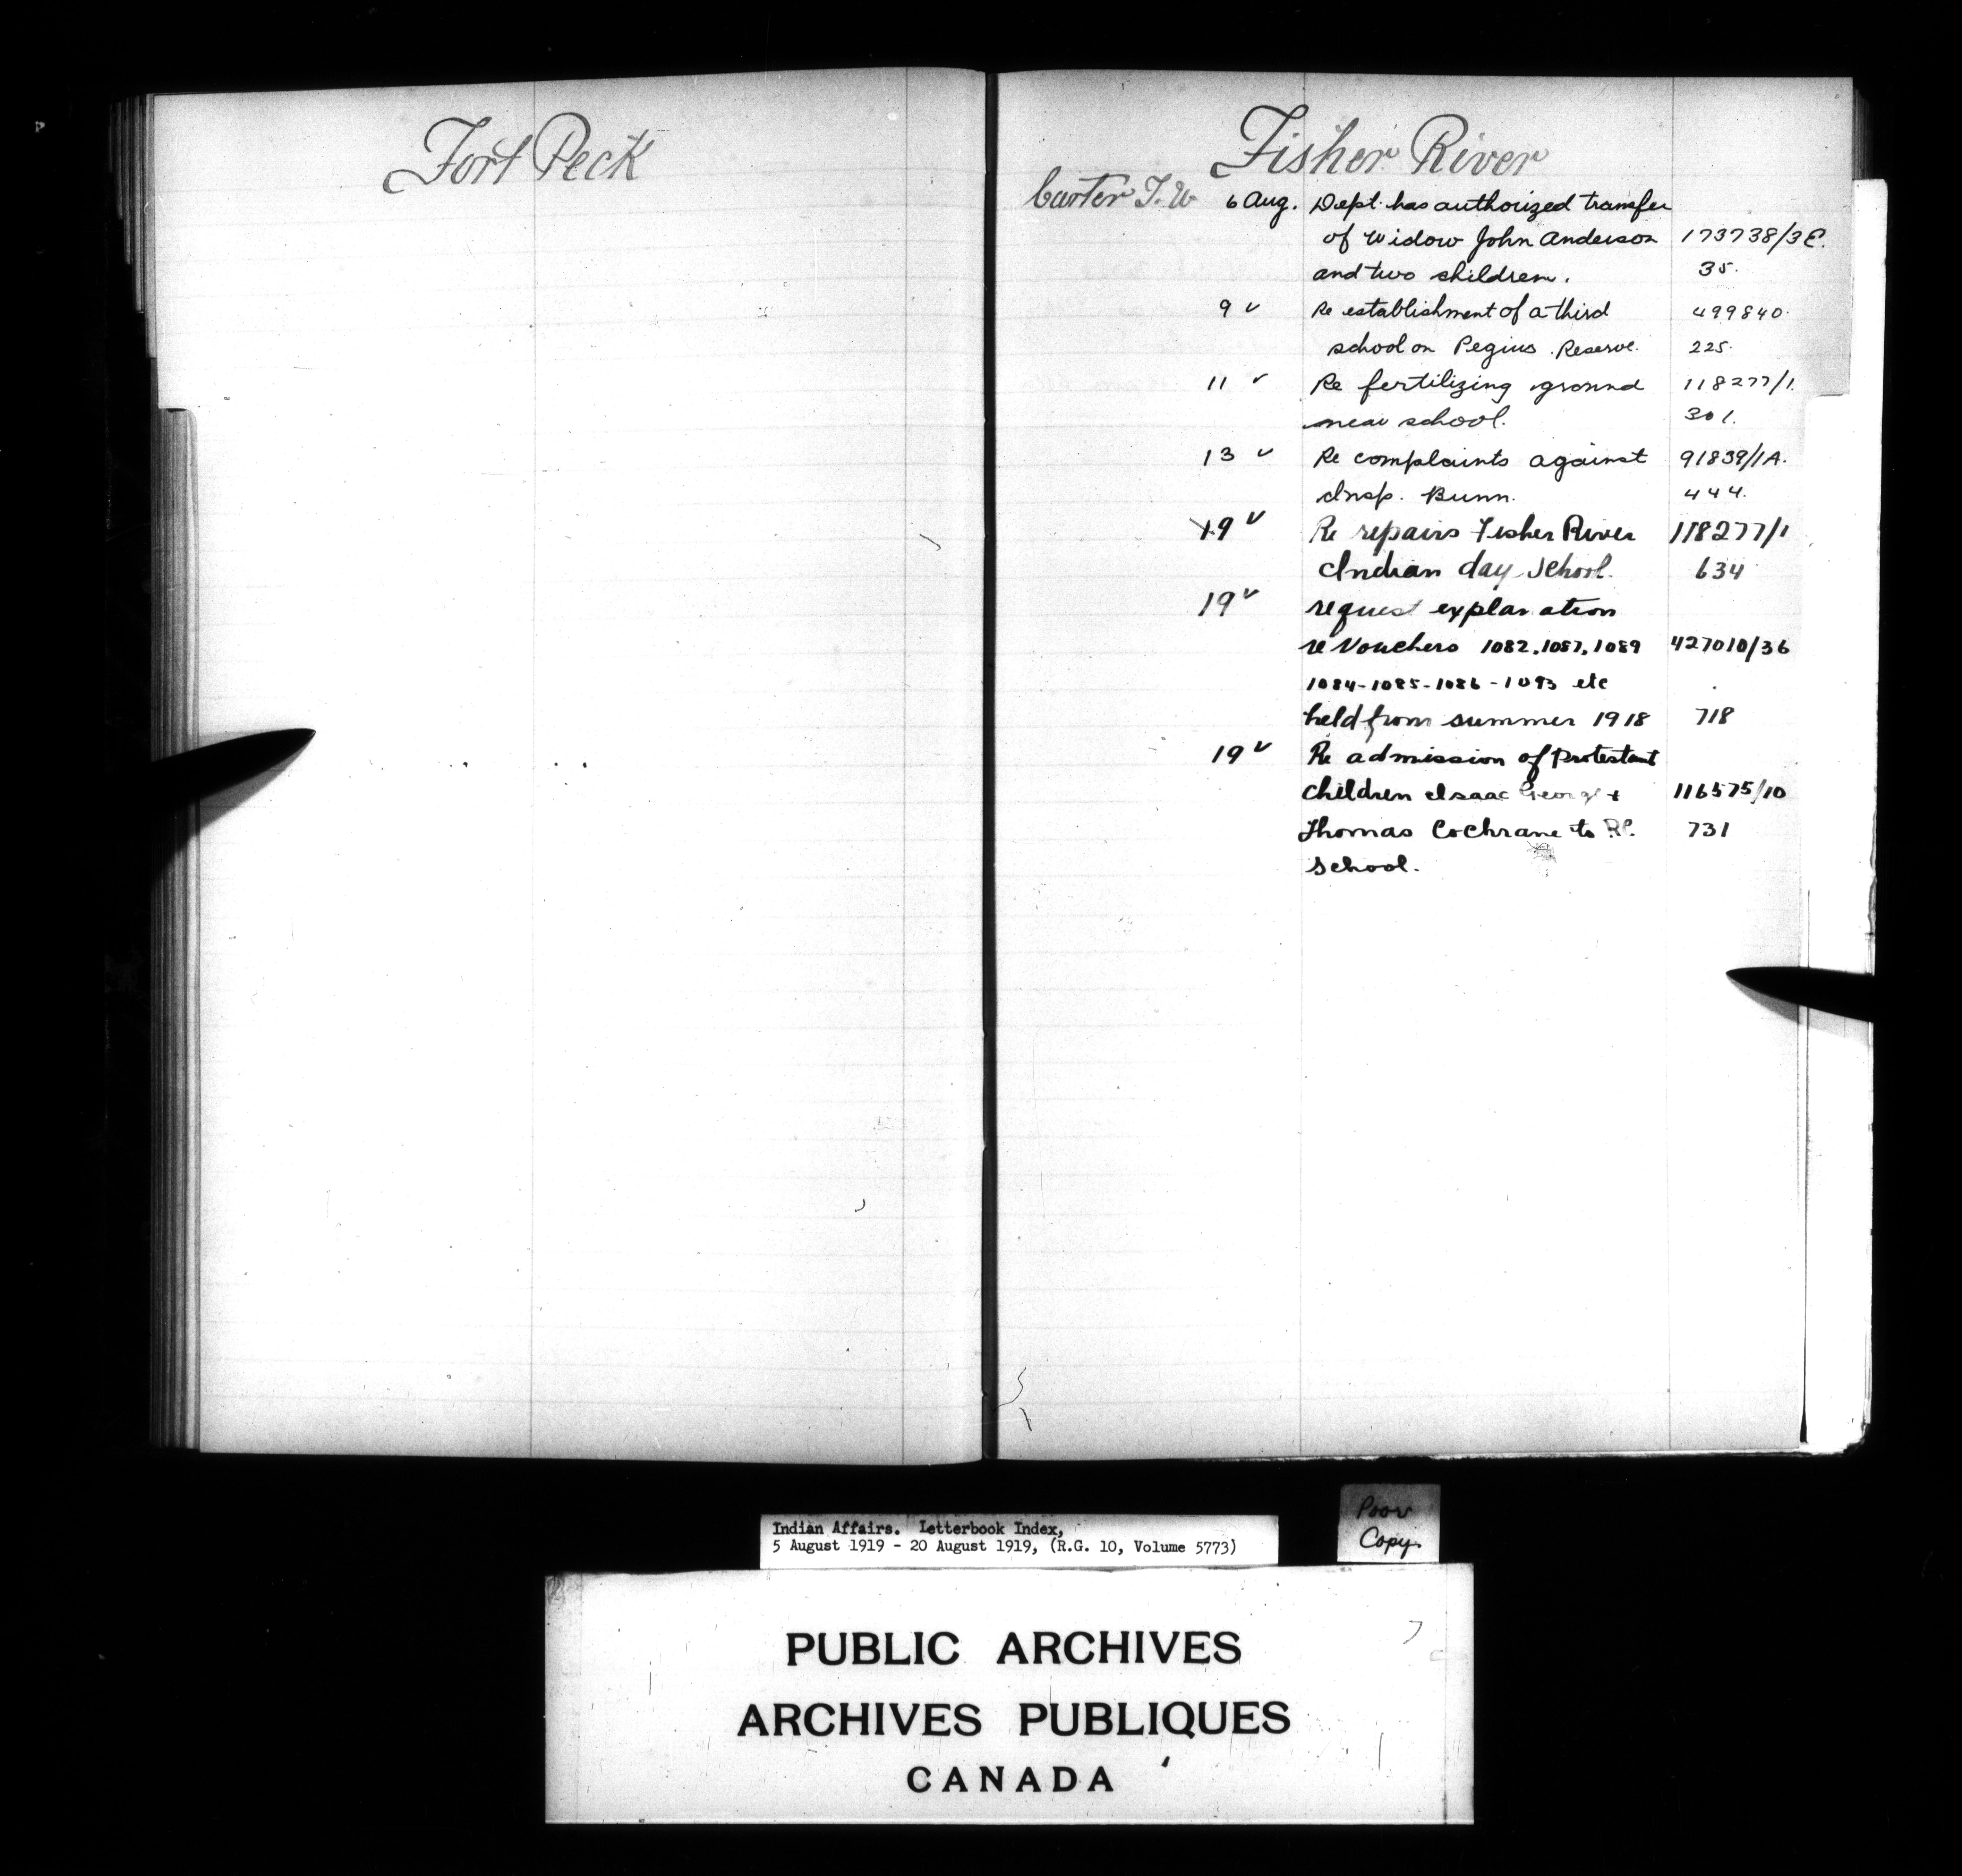 Fort Peck
Fisher River
Carter T.W 6 Aug. Dept. has authorized transfer
of Widow John Anderson 173738/3E.
and two children. 35.
9 " Re establishment of a third 499840.
school on Pegius Reserve. 225.
11 " Re fertilizing ground 118277/1.
near school. 301.
13 " Re complaints against 91839/1A.
Insp. Bunn. 444.
19 " Re repairs Fisher River 118277/1
Indian day school. 634
19 " request explanation
re Vouchers 1082, 1087, 1089 427010/36
1084-1085-1086-1093 etc
held from summer 1918 718
19 " Re admission of Protestant
children Isaac George + 116575/10
Thomas Cochrane to R.C. 731
School.
Indian Affairs. Letterbook Index,
5 August 1919 - 20 August 1919, (R.G. 10, Volume 5773)
Poor
Copy.
PUBLIC ARCHIVES
ARCHIVES PUBLIQUES
CANADA